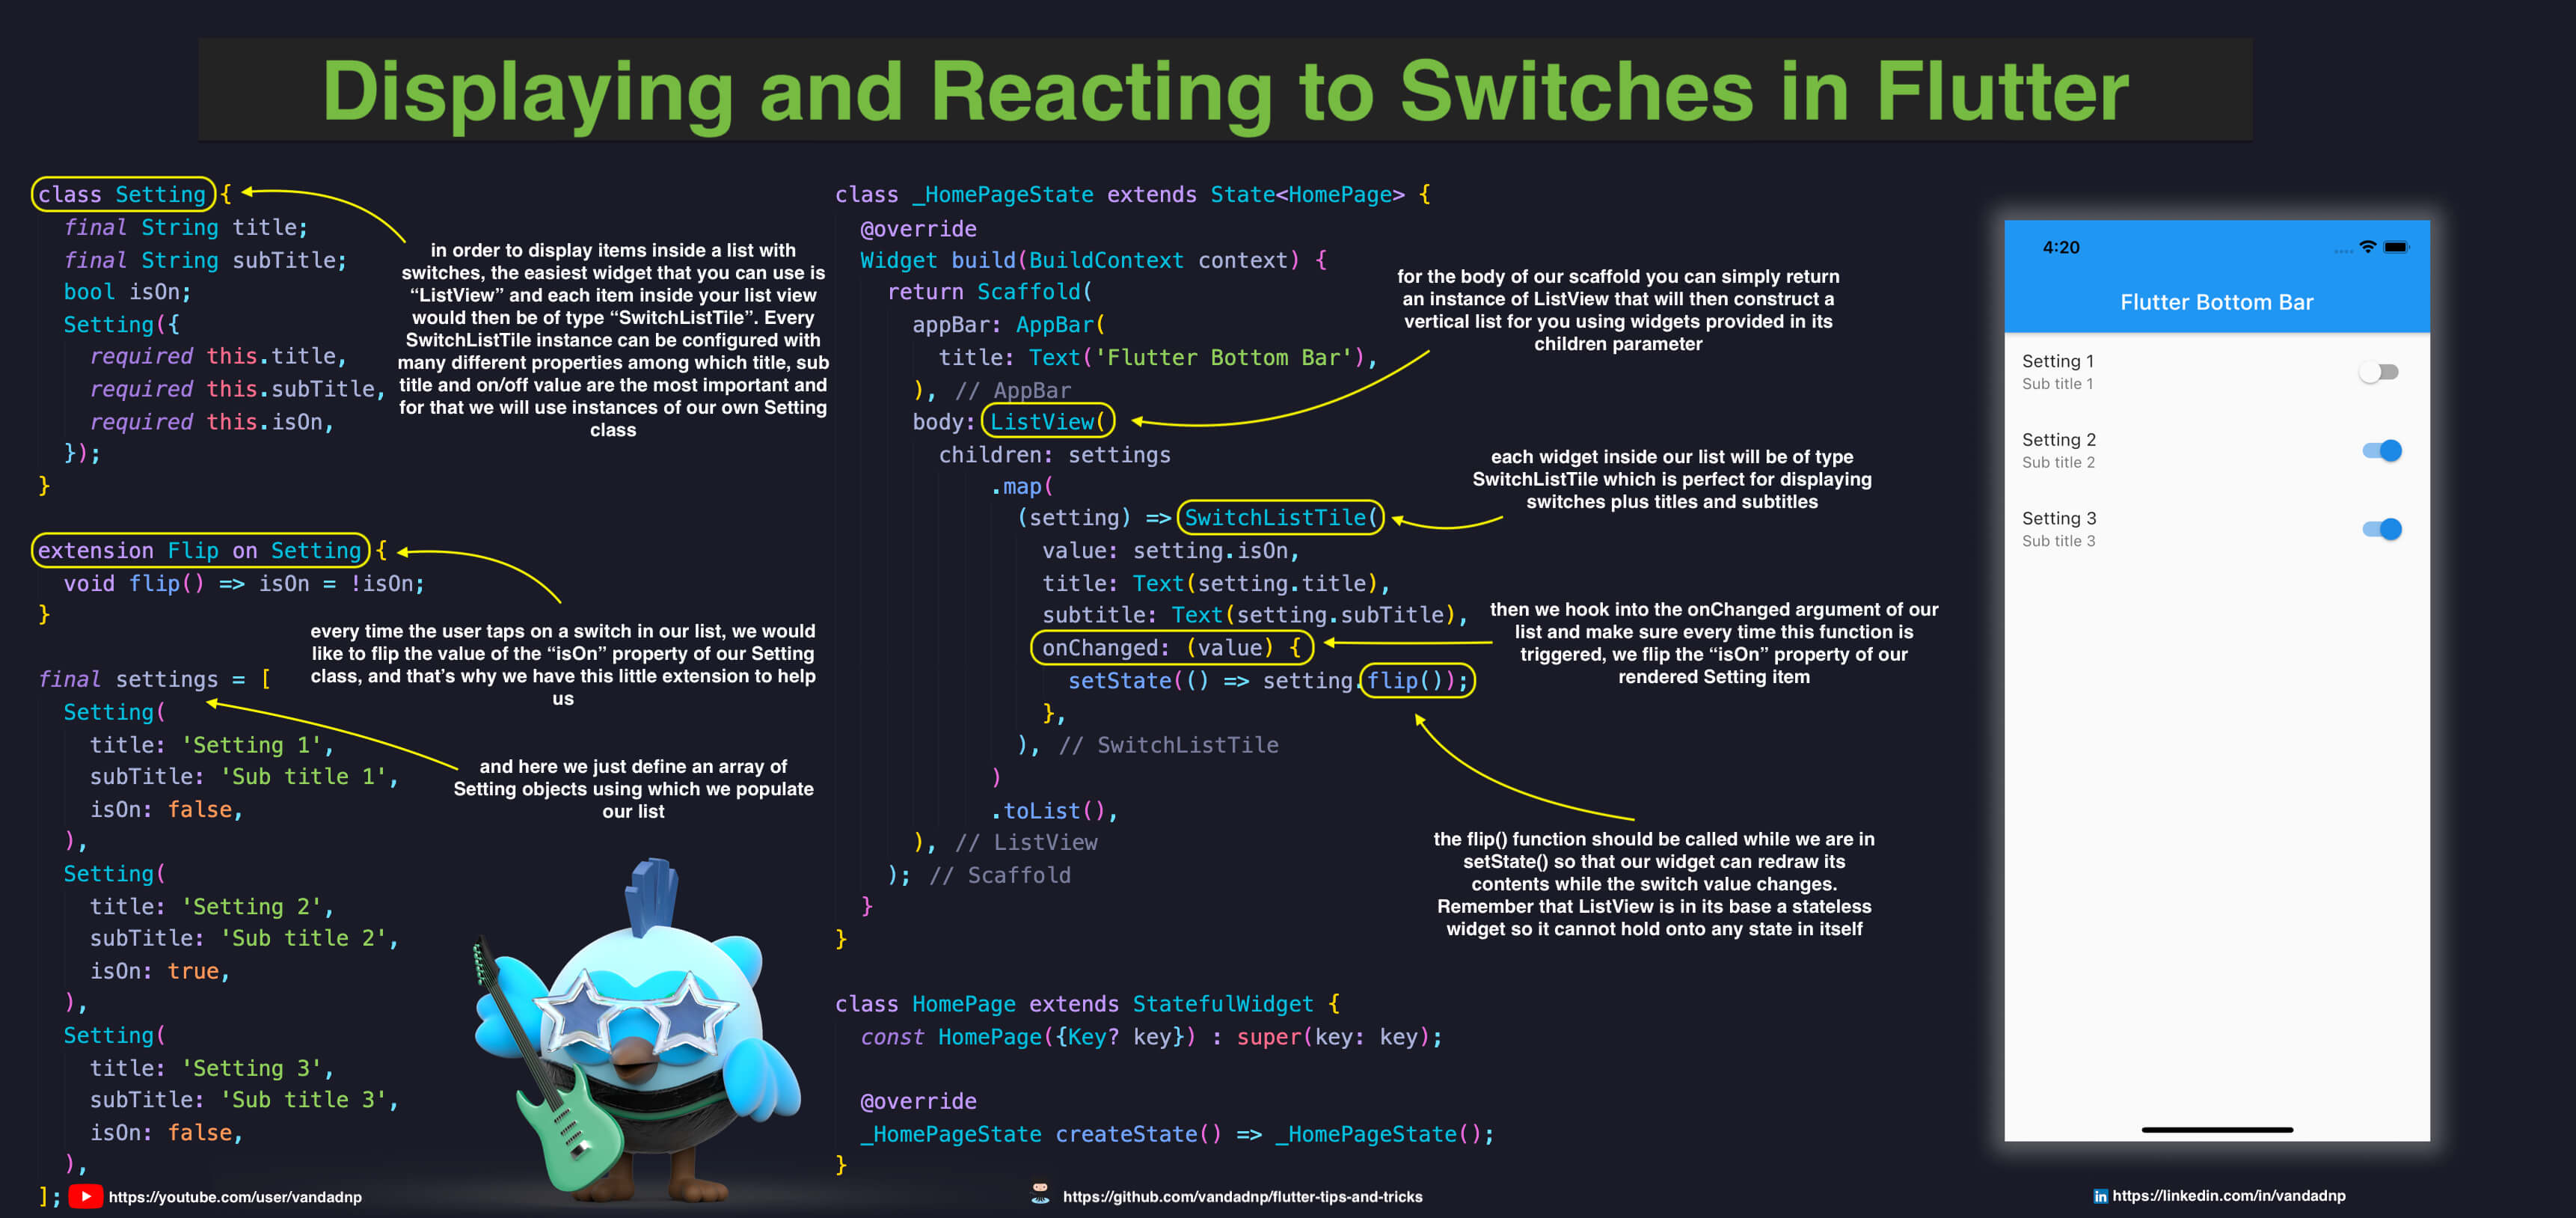 Displaying and Reacting to Switches in Flutter
class Setting {
final String title;
final String subTitle;
bool isOn;
Setting({
required this.title,
required this.subTitle,
required this.isOn,
});
}
in order to display items inside a list with
switches, the easiest widget that you can use is
“ListView” and each item inside your list view
would then be of type “SwitchListTile”. Every
SwitchListTile instance can be configured with
many different properties among which title, sub
title and on/off value are the most important and
for that we will use instances of our own Setting
class
extension Flip on Setting {
void flip() => isOn = !isOn;
}
every time the user taps on a switch in our list, we would
like to flip the value of the “isOn” property of our Setting
class, and that’s why we have this little extension to help
us
final settings = [
Setting(
title: 'Setting 1',
subTitle: 'Sub title 1',
isOn: false,
),
Setting(
title: 'Setting 2',
subTitle: 'Sub title 2',
isOn: true,
),
Setting(
title: 'Setting 3',
subTitle: 'Sub title 3',
isOn: false,
),
];
and here we just define an array of
Setting objects using which we populate
our list
class _HomePageState extends State<HomePage> {
@override
Widget build(BuildContext context) {
return Scaffold(
appBar: AppBar(
title: Text('Flutter Bottom Bar'),
), // AppBar
body: ListView(
children: settings
.map(
(setting) => SwitchListTile(
value: setting.isOn,
title: Text(setting.title),
subtitle: Text(setting.subTitle),
onChanged: (value) {
setState(() => setting.flip());
},
), // SwitchListTile
)
.toList(),
), // ListView
); // Scaffold
}
}
for the body of our scaffold you can simply return
an instance of ListView that will then construct a
vertical list for you using widgets provided in its
children parameter
each widget inside our list will be of type
SwitchListTile which is perfect for displaying
switches plus titles and subtitles
then we hook into the onChanged argument of our
list and make sure every time this function is
triggered, we flip the “isOn” property of our
rendered Setting item
the flip() function should be called while we are in
setState() so that our widget can redraw its
contents while the switch value changes.
Remember that ListView is in its base a stateless
widget so it cannot hold onto any state in itself
class HomePage extends StatefulWidget {
const HomePage({Key? key}) : super(key: key);
@override
_HomePageState createState() => _HomePageState();
}
4:20
Flutter Bottom Bar
Setting 1
Sub title 1
Setting 2
Sub title 2
Setting 3
Sub title 3
https://youtube.com/user/vandadnp
https://github.com/vandadnp/flutter-tips-and-tricks
in https://linkedin.com/in/vandadnp